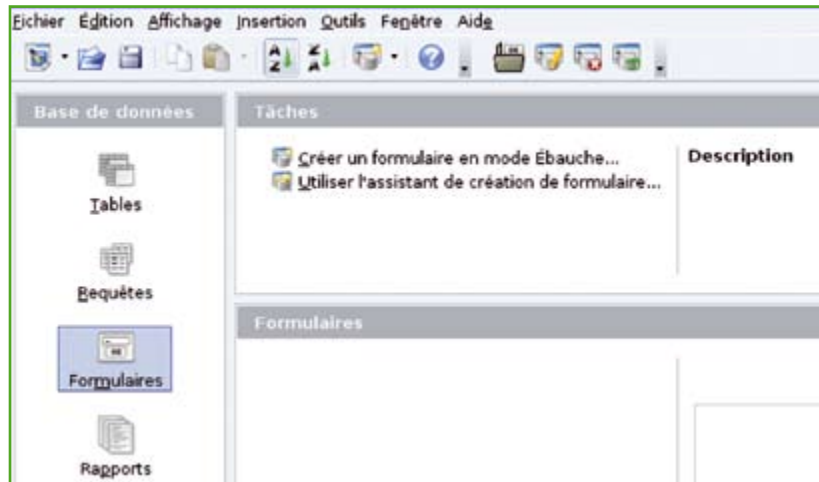 Fichier Édition Affichage Insertion Outils Fenêtre Aide
Base de données
Tables
Requêtes
Formulaires
Rapports
Tâches
Créer un formulaire en mode Ébauche...
Utiliser l'assistant de création de formulaire...
Description
Formulaires